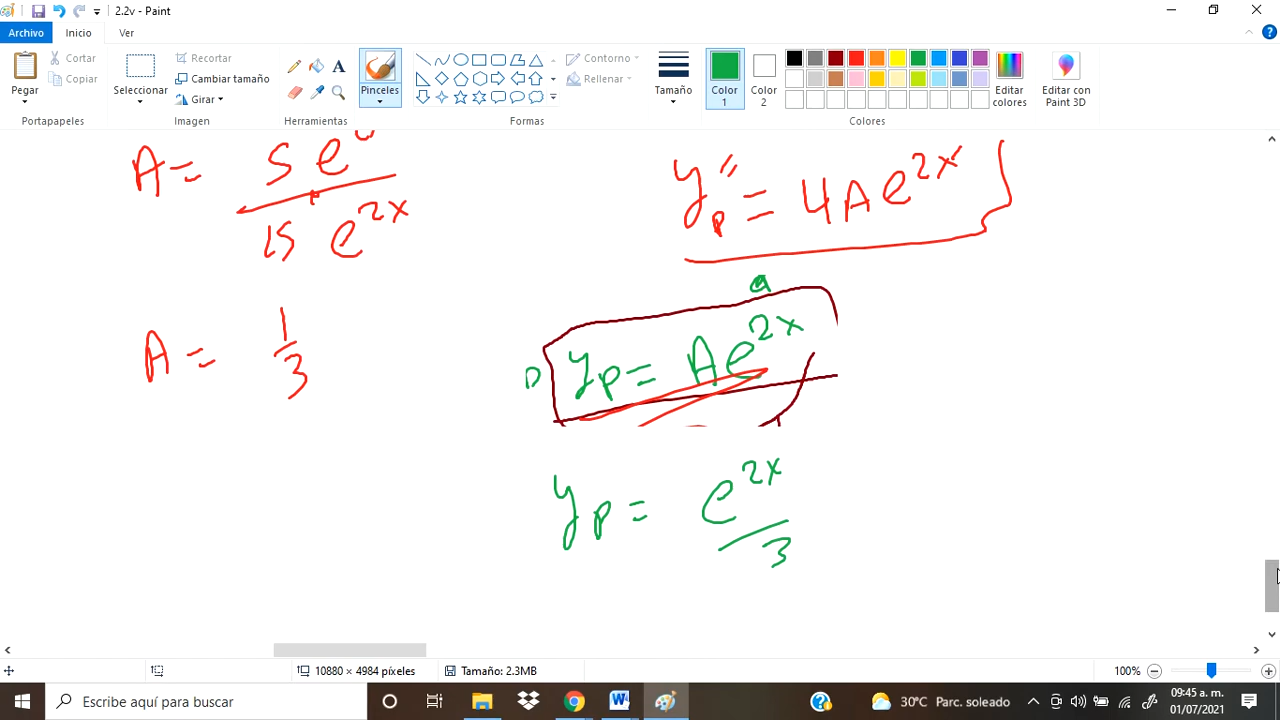 2.2v - Paint
Archivo Inicio Ver
Pegar
Cortar
Copiar
Portapapeles
Seleccionar
Recortar
Cambiar tamaño
Girar
Imagen
A
Herramientas
Pinceles
Contorno
Rellenar
Formas
Tamaño
Color 1
Color 2
Editar colores
Editar con Paint 3D
Colores
A = 5e / 15 e^2x
y''p = 4Ae^2x
A = 1/3
yp = Ae^2x
yp = e^2x / 3
10880 × 4984 píxeles
Tamaño: 2.3MB
100%
Escribe aquí para buscar
30°C Parc. soleado
09:45 a. m.
01/07/2021